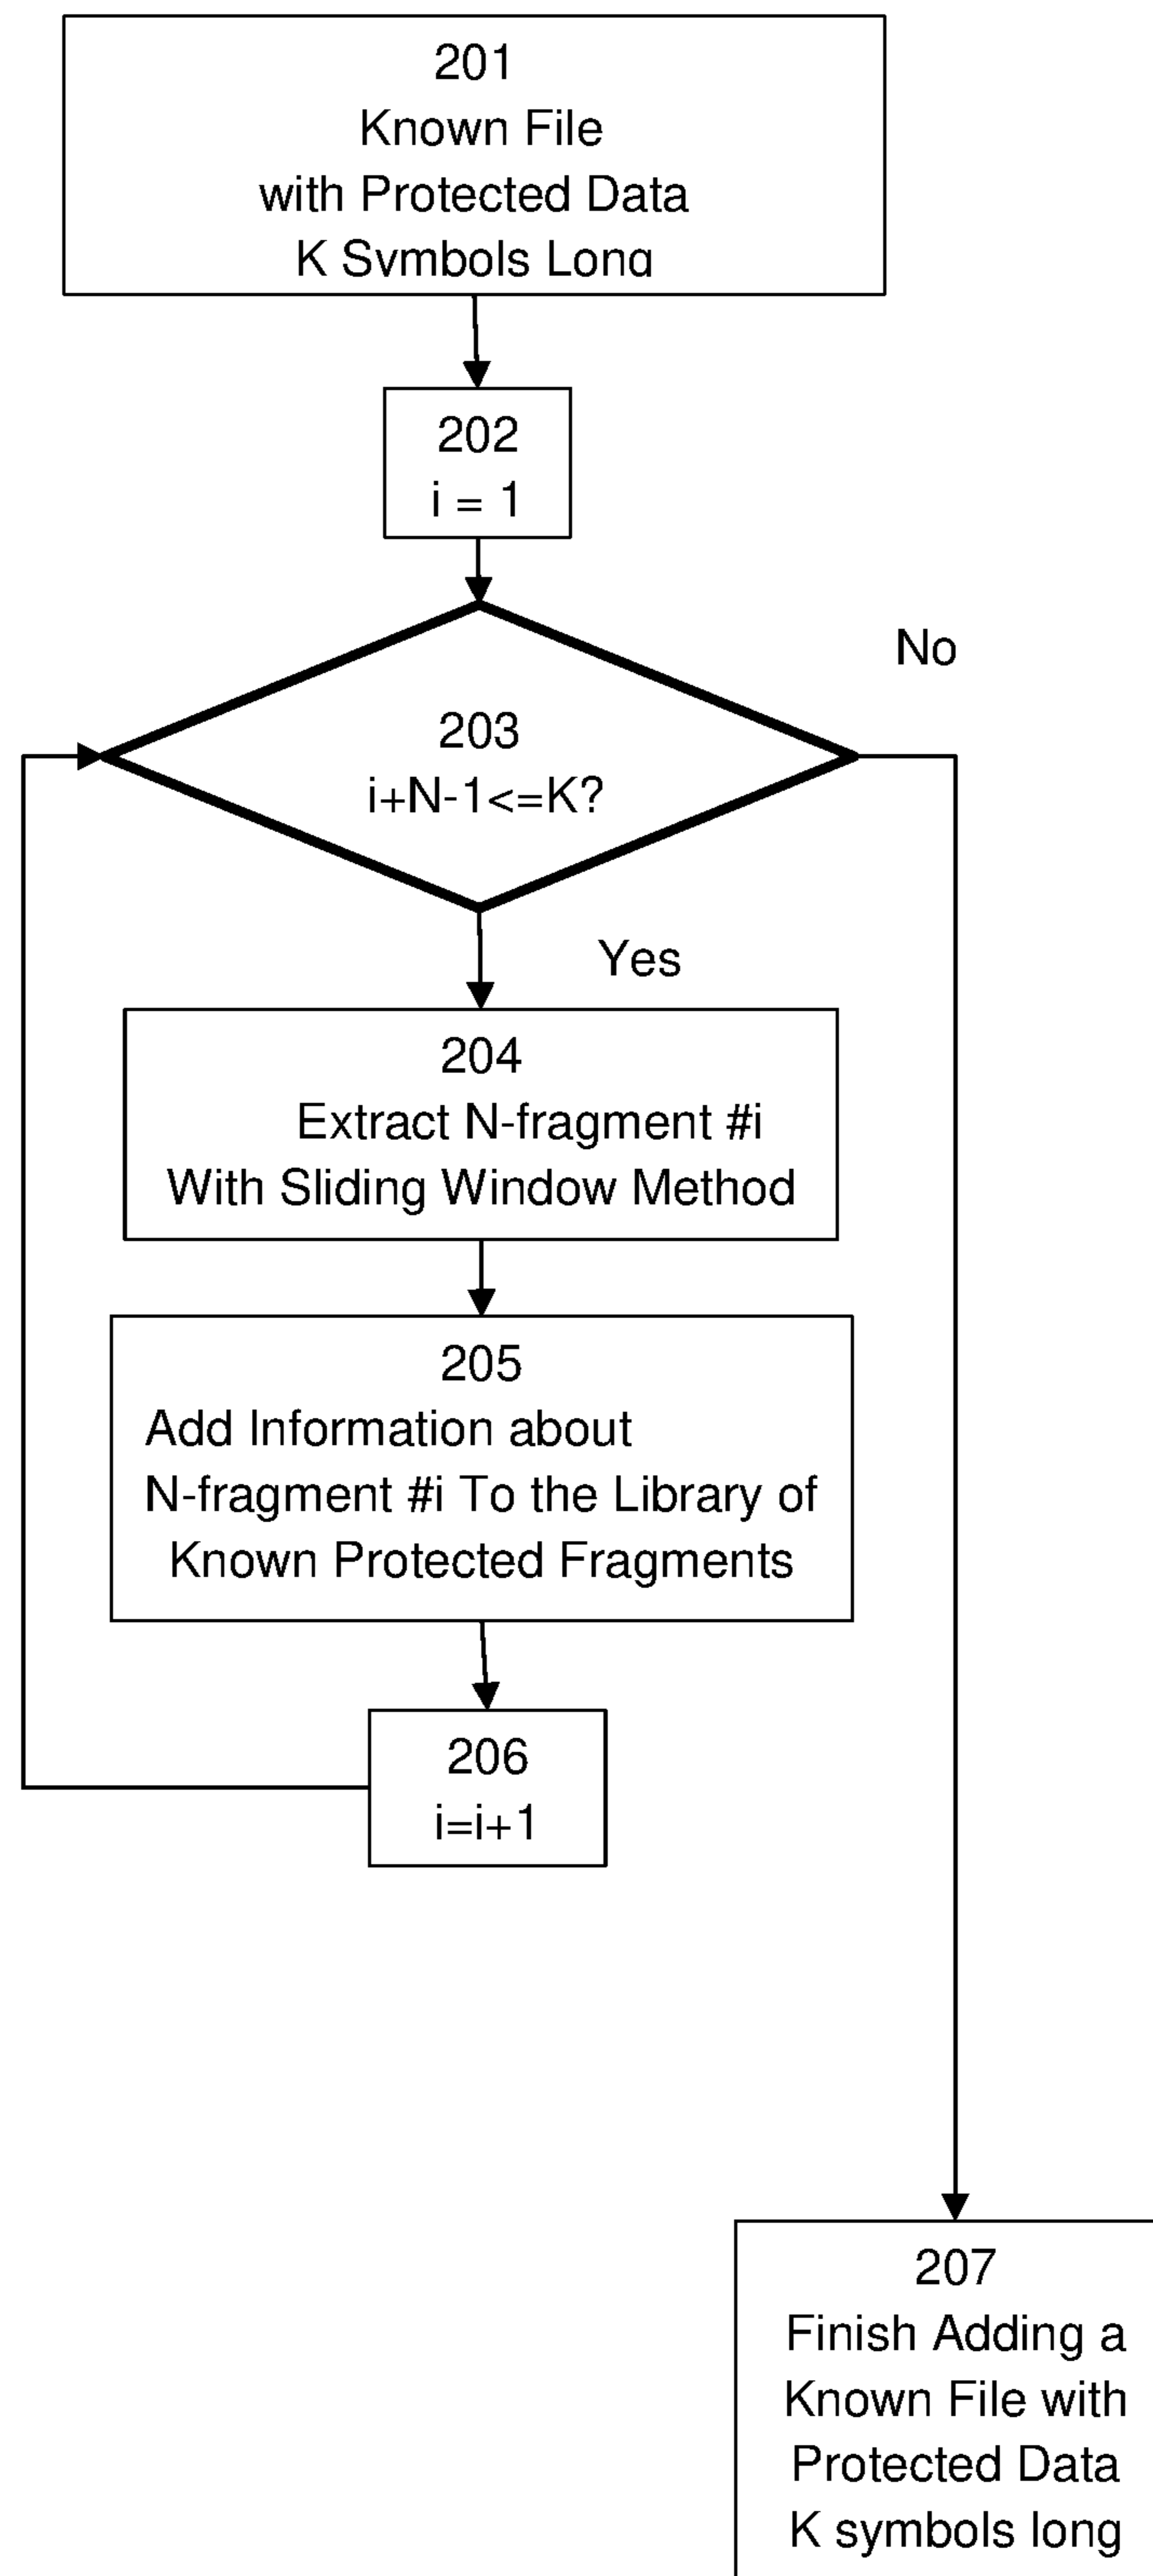 201
Known File
with Protected Data
K Symbols Long
202
i = 1
No
203
i+N-1<=K?
Yes
204
Extract N-fragment #i
With Sliding Window Method
205
Add Information about
N-fragment #i To the Library of
Known Protected Fragments
206
i=i+1
207
Finish Adding a
Known File with
Protected Data
K symbols long